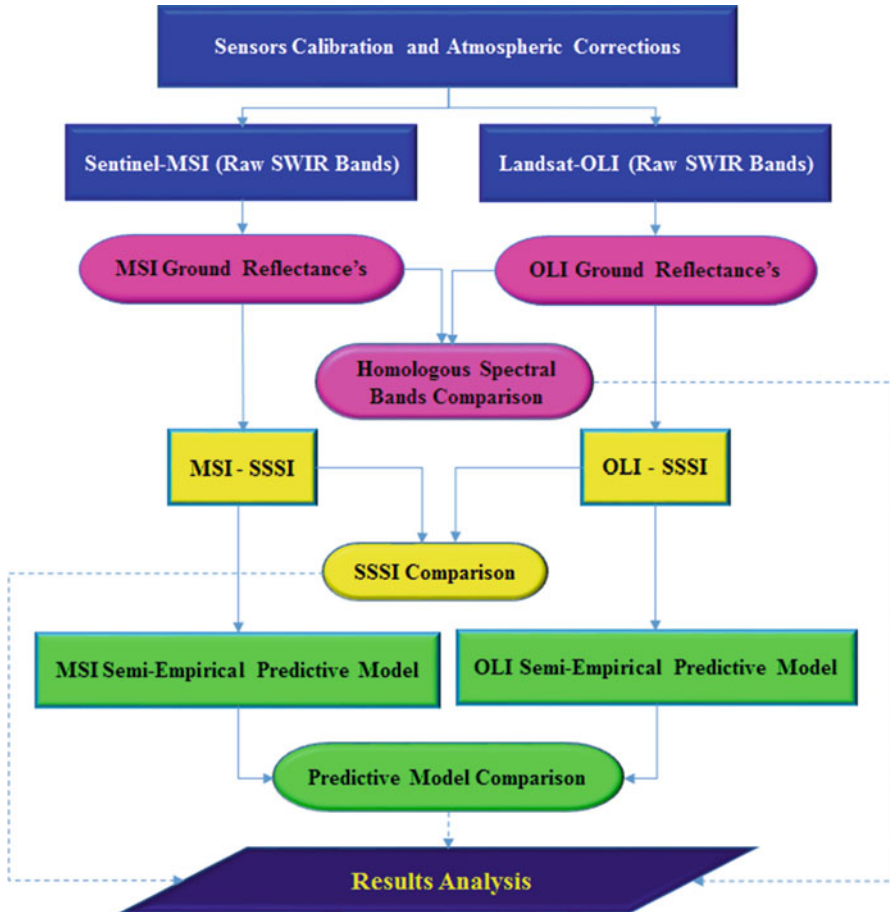 Sensors Calibration and Atmospheric Corrections
Sentinel-MSI (Raw SWIR Bands)
Landsat-OLI (Raw SWIR Bands)
MSI Ground Reflectance's
OLI Ground Reflectance's
Homologous Spectral
Bands Comparison
MSI - SSSI
OLI - SSSI
SSSI Comparison
MSI Semi-Empirical Predictive Model
OLI Semi-Empirical Predictive Model
Predictive Model Comparison
Results Analysis